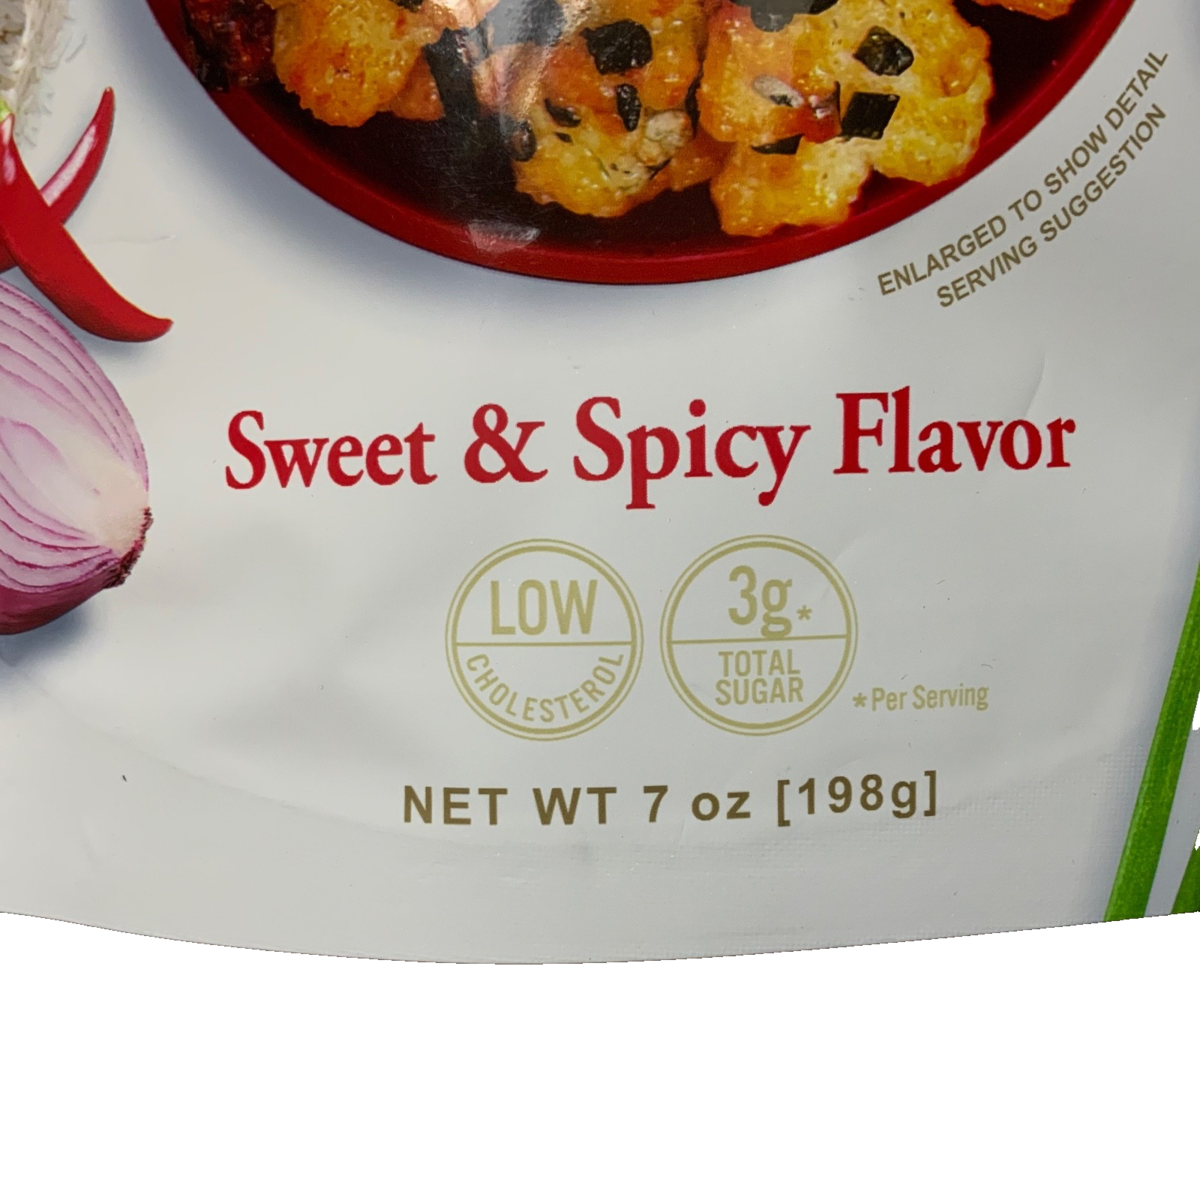 ENLARGED TO SHOW DETAIL
SERVING SUGGESTION
Sweet & Spicy Flavor
LOW
CHOLESTEROL
3g*
TOTAL
SUGAR
*Per Serving
NET WT 7 oz [198g]